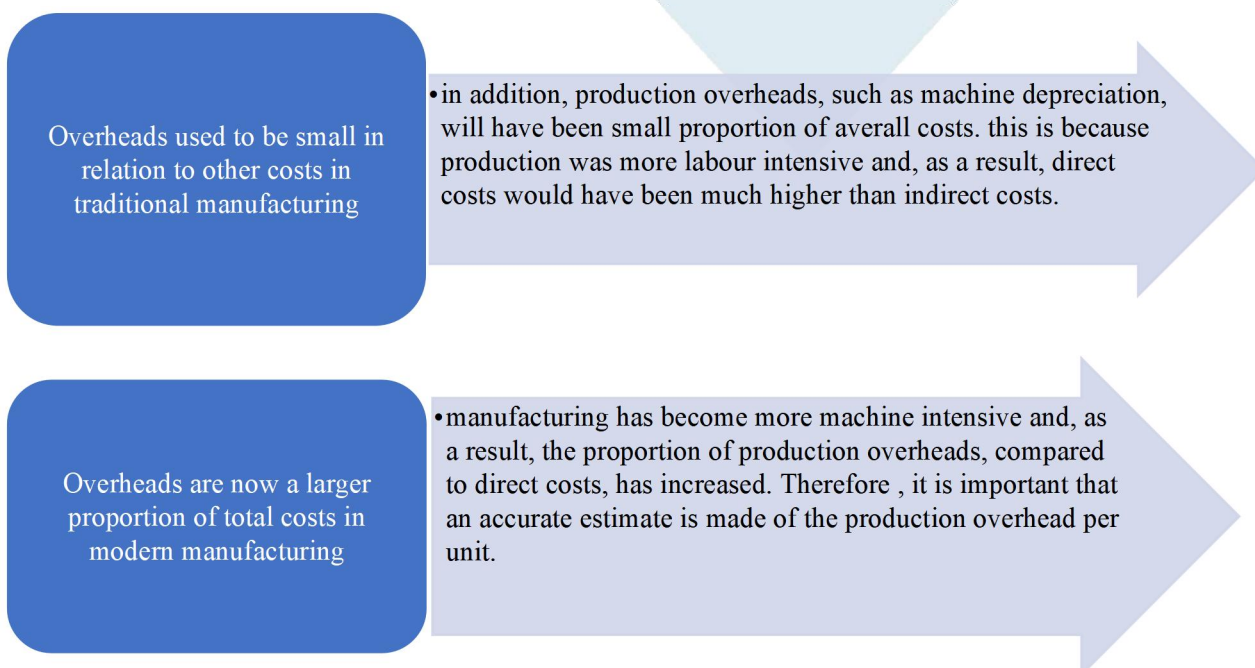 Overheads used to be small in
relation to other costs in
traditional manufacturing
•in addition, production overheads, such as machine depreciation,
will have been small proportion of averall costs. this is because
production was more labour intensive and, as a result, direct
costs would have been much higher than indirect costs.
Overheads are now a larger
proportion of total costs in
modern manufacturing
•manufacturing has become more machine intensive and, as
a result, the proportion of production overheads, compared
to direct costs, has increased. Therefore , it is important that
an accurate estimate is made of the production overhead per
unit.